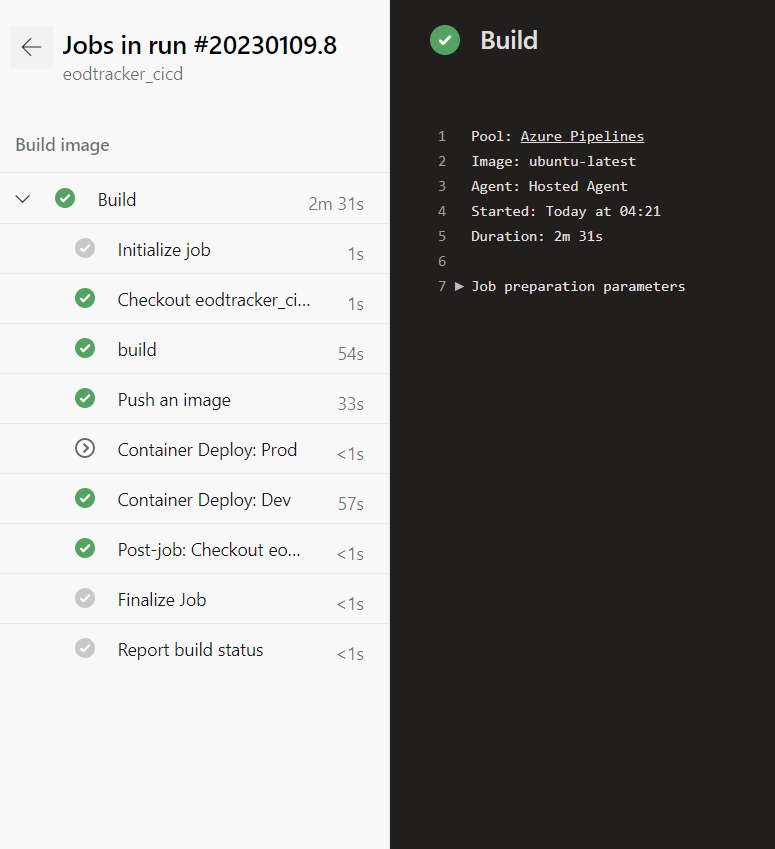 Jobs in run #20230109.8
eodtracker_cicd
Build image
Build 2m 31s
Initialize job 1s
Checkout eodtracker_ci... 1s
build 54s
Push an image 33s
Container Deploy: Prod <1s
Container Deploy: Dev 57s
Post-job: Checkout eo... <1s
Finalize Job <1s
Report build status <1s
Build
1 Pool: Azure Pipelines
2 Image: ubuntu-latest
3 Agent: Hosted Agent
4 Started: Today at 04:21
5 Duration: 2m 31s
6
7 Job preparation parameters